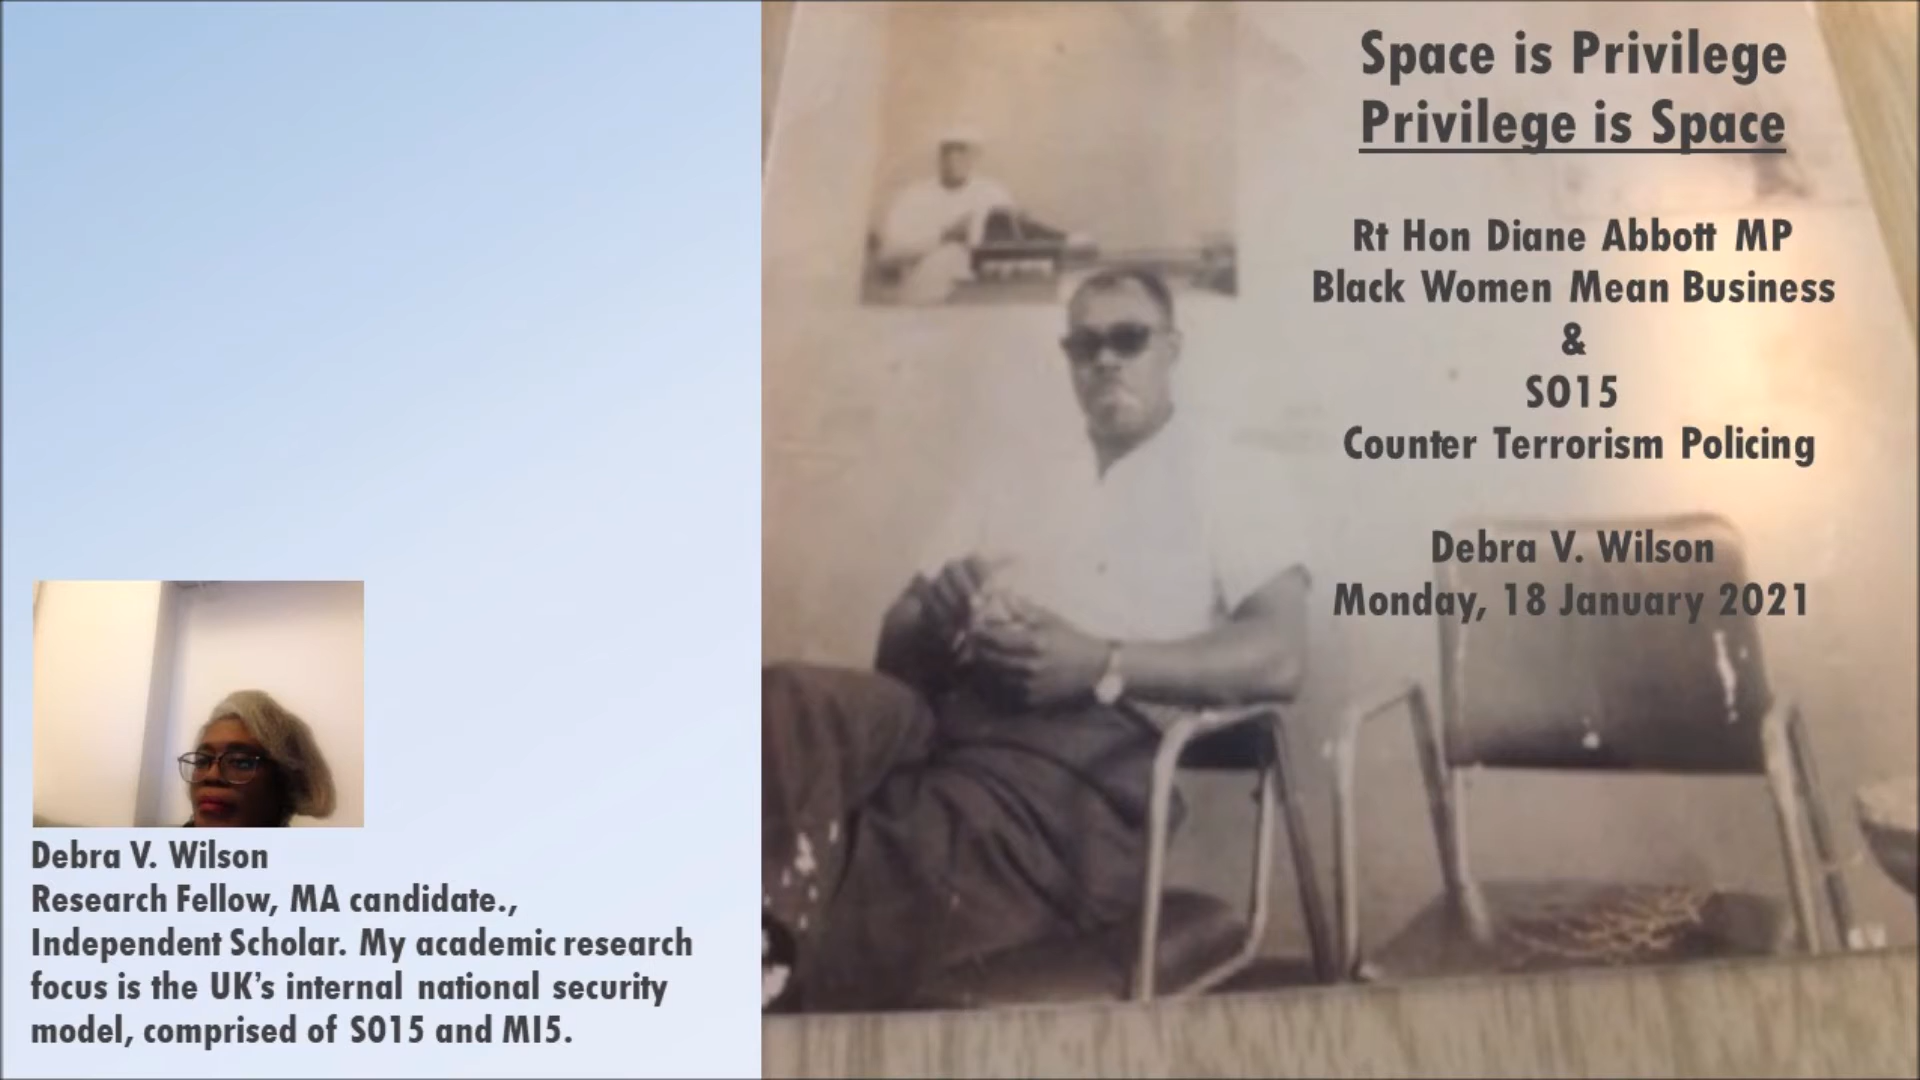 Space is Privilege
Privilege is Space
Rt Hon Diane Abbott MP
Black Women Mean Business
&
SO15
Counter Terrorism Policing
Debra V. Wilson
Monday, 18 January 2021
Debra V. Wilson
Research Fellow, MA candidate.,
Independent Scholar. My academic research
focus is the UK's internal national security
model, comprised of SO15 and MI5.